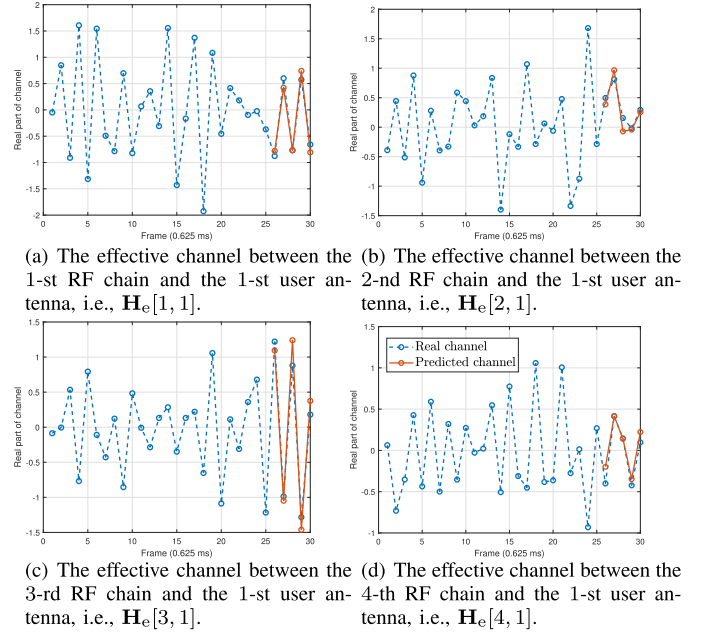 2
1.5
1
0.5
0
-0.5
-1
-1.5
-2
Real part of channel
0 5 10 15 20 25 30
Frame (0.625 ms)
2
1.5
1
0.5
0
-0.5
-1
-1.5
Real part of channel
0 5 10 15 20 25 30
Frame (0.625 ms)
(a) The effective channel between the
1-st RF chain and the 1-st user an-
tenna, i.e., H_e[1, 1].
(b) The effective channel between the
2-nd RF chain and the 1-st user an-
tenna, i.e., H_e[2, 1].
1.5
1
0.5
0
-0.5
-1
-1.5
Real part of channel
0 5 10 15 20 25 30
Frame (0.625 ms)
1.5
1
0.5
0
-0.5
-1
Real part of channel
Real channel
Predicted channel
0 5 10 15 20 25 30
Frame (0.625 ms)
(c) The effective channel between the
3-rd RF chain and the 1-st user an-
tenna, i.e., H_e[3, 1].
(d) The effective channel between the
4-th RF chain and the 1-st user an-
tenna, i.e., H_e[4, 1].